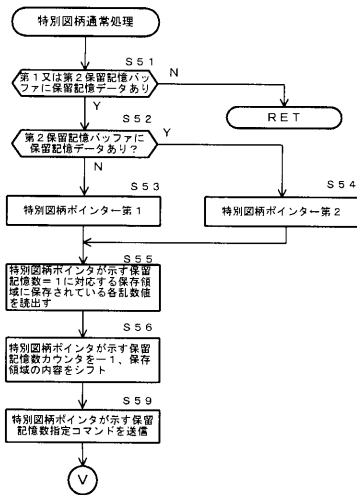 特別図柄通常処理
S51
第1又は第2保留記憶バッ
ファに保留記憶データあり
N
Y
RET
S52
第2保留記憶バッファに
保留記憶データあり?
Y
N
S53
特別図柄ポインター第1
S54
特別図柄ポインター第2
S55
特別図柄ポインタが示す保留
記憶数=1に対応する保存領
域に保存されている各乱数値
を読出す
S56
特別図柄ポインタが示す保留
記憶数カウンタを-1、保存
領域の内容をシフト
S59
特別図柄ポインタが示す保留
記憶数指定コマンドを送信
V